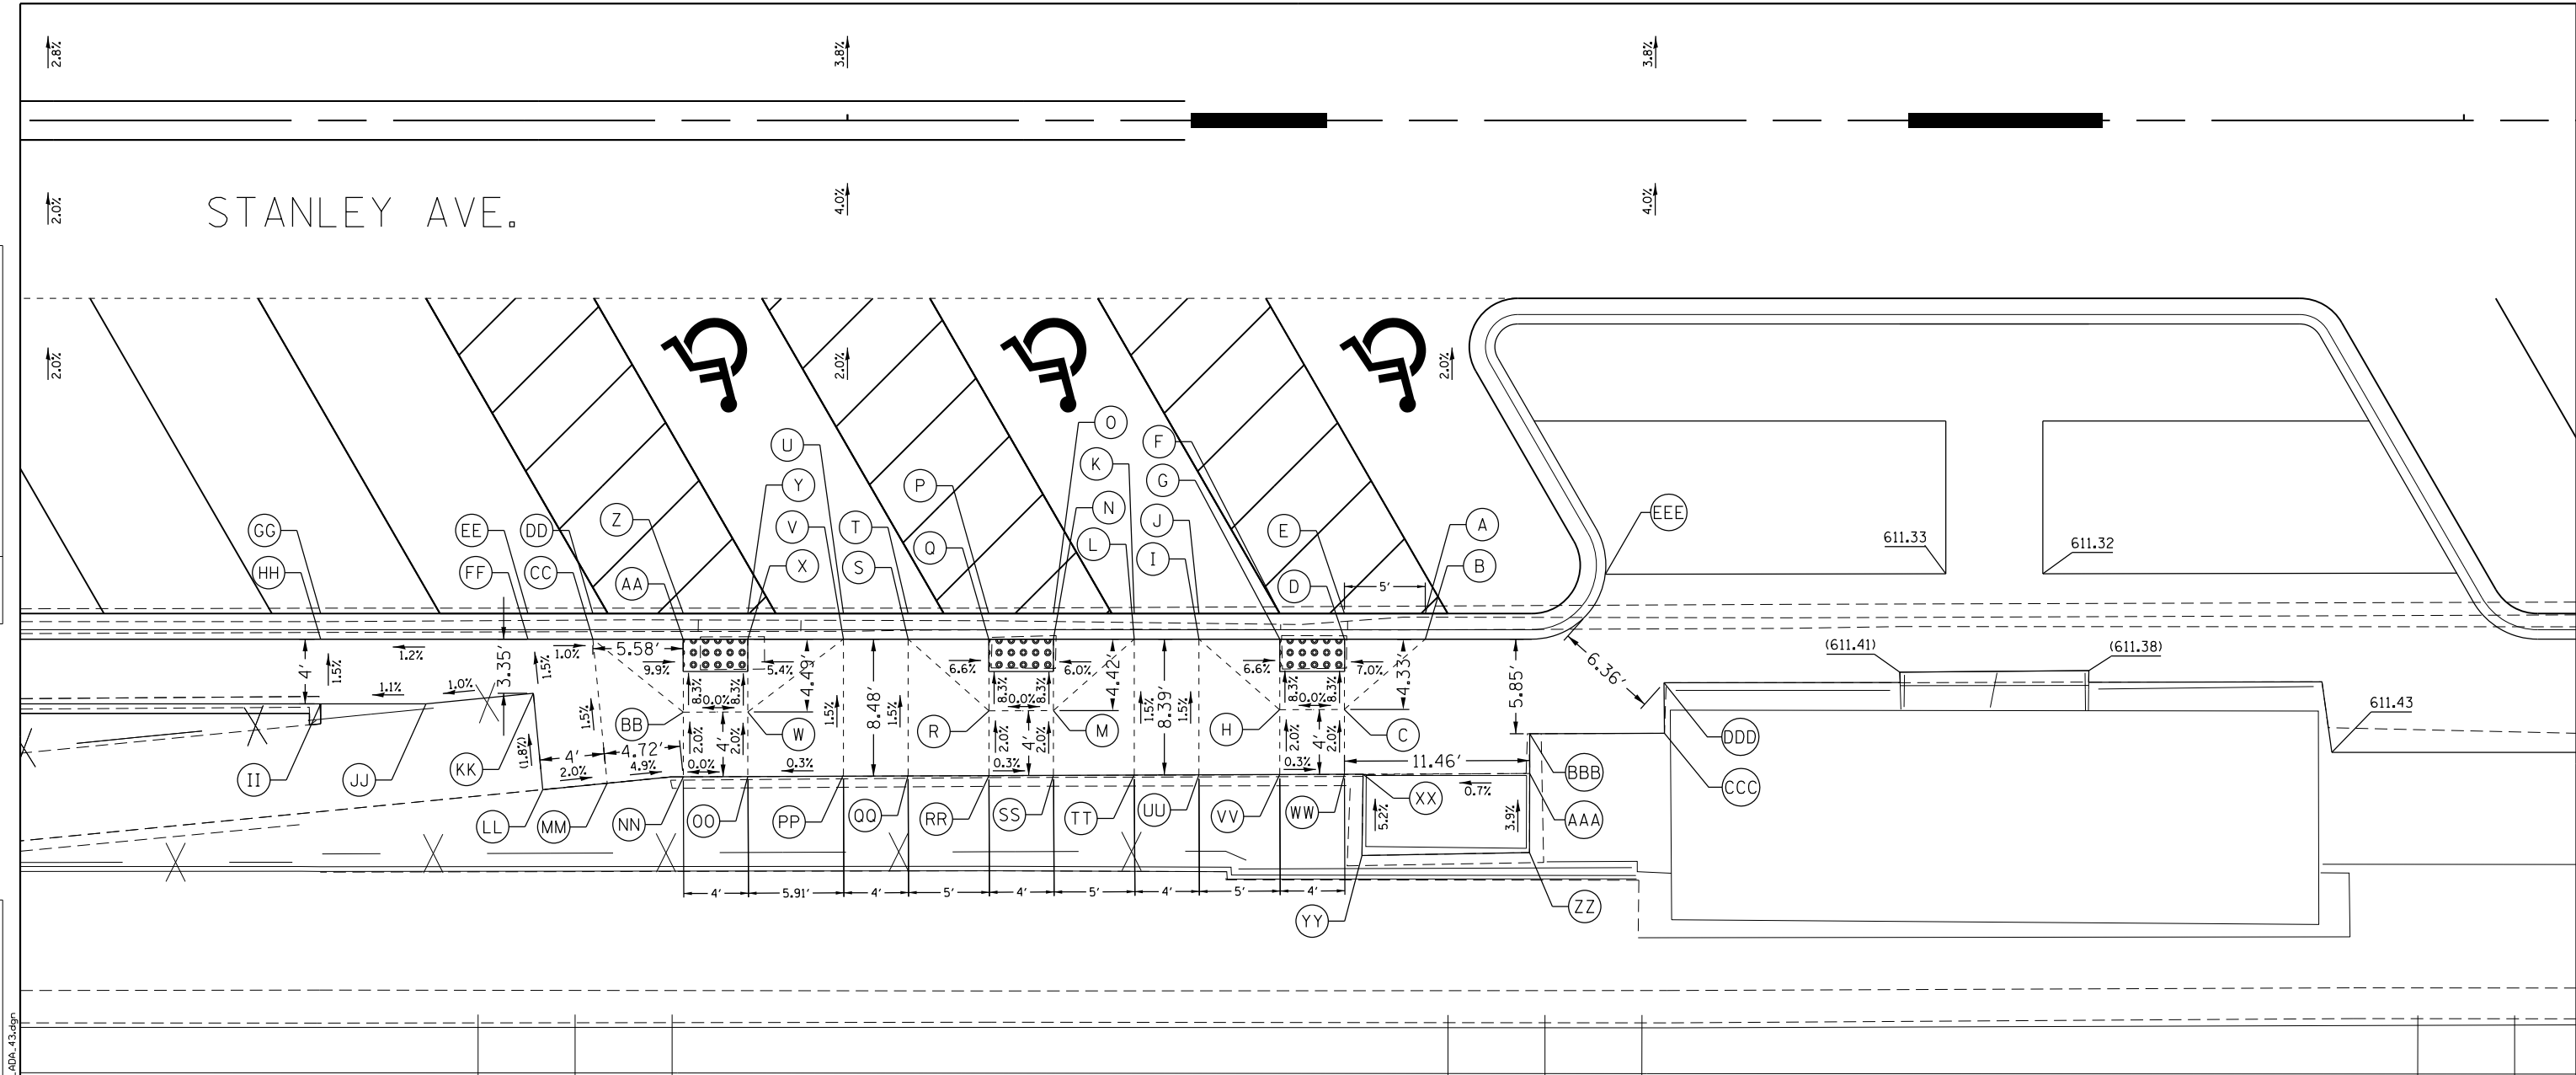 2.8%
3.8%
3.8%
STANLEY AVE.
2.0%
4.0%
4.0%
2.0%
2.0%
2.0%
O
F
U
K
G
Y
P
N
J
V
T
Q
L
I
X
S
Z
AA
GG
HH
EE
FF
DD
CC
E
D
A
B
EEE
611.33
611.32
5'
4'
1.5%
1.2%
3.35'
1.5%
1.0%
5.58'
9.9%
5.4%
4.49'
8.48'
6.6%
6.0%
4.42'
8.39'
6.6%
7.0%
4.33'
5.85'
6.36'
(611.41)
(611.38)
611.43
1.1%
1.0%
8.3%
0.0%
8.3%
8.3%
0.0%
8.3%
8.3%
0.0%
8.3%
1.5%
1.5%
1.5%
1.5%
1.5%
BB
W
R
M
H
C
DDD
CCC
BBB
AAA
(1.8%)
4'
4.72'
2.0%
4.9%
2.0%
4'
2.0%
0.0%
0.3%
2.0%
4'
2.0%
0.3%
2.0%
4'
2.0%
0.3%
11.46'
0.7%
5.2%
3.9%
II
JJ
KK
LL
MM
NN
OO
PP
QQ
RR
SS
TT
UU
VV
WW
XX
YY
ZZ
4'
5.91'
4'
5'
4'
5'
4'
5'
4'
_ADA_43.dgn